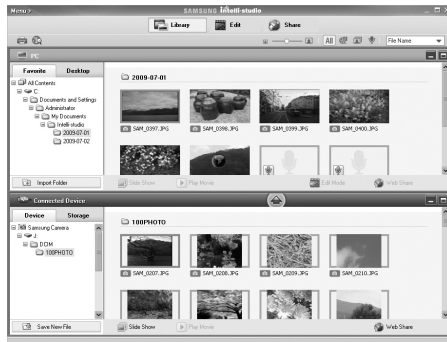 Menu »
SAMSUNG intelli-studio
Library Edit Share
All File Name
PC
Favorite Desktop
All Contents
C
Documents and Settings
Administrator
My Documents
Intelli-studio
2009-07-01
2009-07-02
Import Folder
2009-07-01
SAM_0397.JPG SAM_0398.JPG SAM_0399.JPG SAM_0400.JPG
Slide Show Play Movie Edit Mode Web Share
Connected Device
Device Storage
Samsung Camera
J:
DCIM
100PHOTO
Save New File
100PHOTO
SAM_0207.JPG SAM_0208.JPG SAM_0209.JPG SAM_0210.JPG
Slide Show Play Movie Web Share